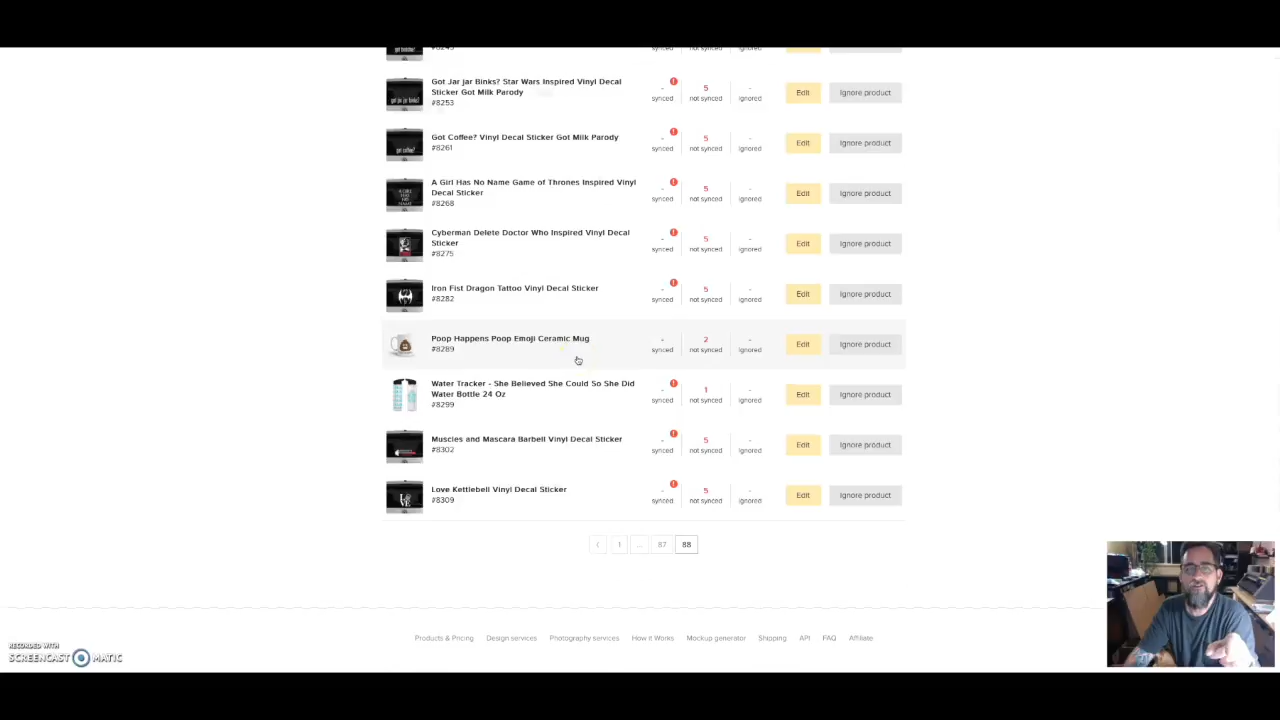 #8245
synced
not synced
ignored
Edit
Ignore product
Got Jar jar Binks? Star Wars Inspired Vinyl Decal
Sticker Got Milk Parody
#8253
- !
synced
5
not synced
-
ignored
Edit
Ignore product
Got Coffee? Vinyl Decal Sticker Got Milk Parody
#8261
- !
synced
5
not synced
-
ignored
Edit
Ignore product
A Girl Has No Name Game of Thrones Inspired Vinyl
Decal Sticker
#8268
- !
synced
5
not synced
-
ignored
Edit
Ignore product
Cyberman Delete Doctor Who Inspired Vinyl Decal
Sticker
#8275
- !
synced
5
not synced
-
ignored
Edit
Ignore product
Iron Fist Dragon Tattoo Vinyl Decal Sticker
#8282
- !
synced
5
not synced
-
ignored
Edit
Ignore product
Poop Happens Poop Emoji Ceramic Mug
#8289
-
synced
2
not synced
-
ignored
Edit
Ignore product
Water Tracker - She Believed She Could So She Did
Water Bottle 24 Oz
#8299
- !
synced
1
not synced
-
ignored
Edit
Ignore product
Muscles and Mascara Barbell Vinyl Decal Sticker
#8302
- !
synced
5
not synced
-
ignored
Edit
Ignore product
Love Kettlebell Vinyl Decal Sticker
#8309
- !
synced
5
not synced
-
ignored
Edit
Ignore product
‹ 1 ... 87 88
Products & Pricing Design services Photography services How it Works Mockup generator Shipping API FAQ Affiliate
RECORDED WITH
SCREENCAST MATIC